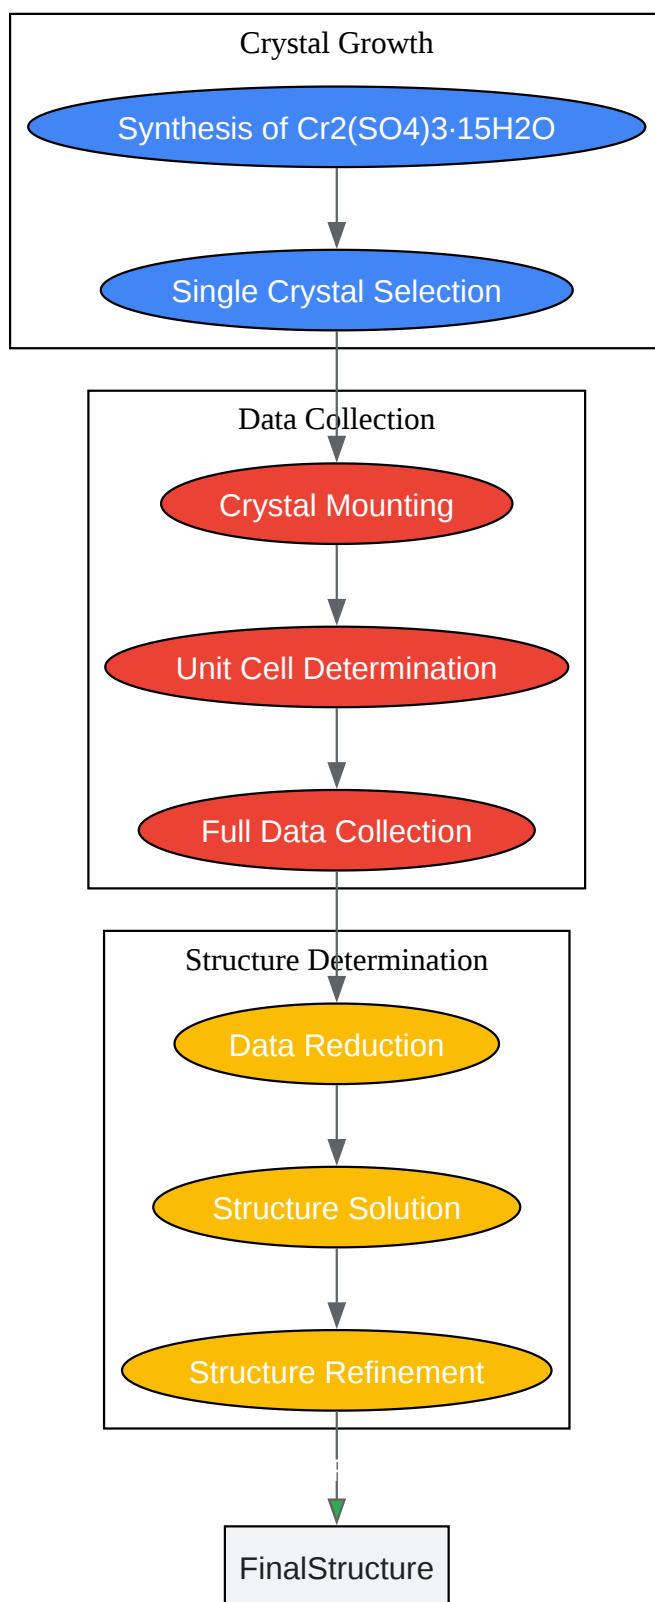 Crystal Growth
Synthesis of Cr2(SO4)3·15H2O
Single Crystal Selection
Data Collection
Crystal Mounting
Unit Cell Determination
Full Data Collection
Structure Determination
Data Reduction
Structure Solution
Structure Refinement
FinalStructure